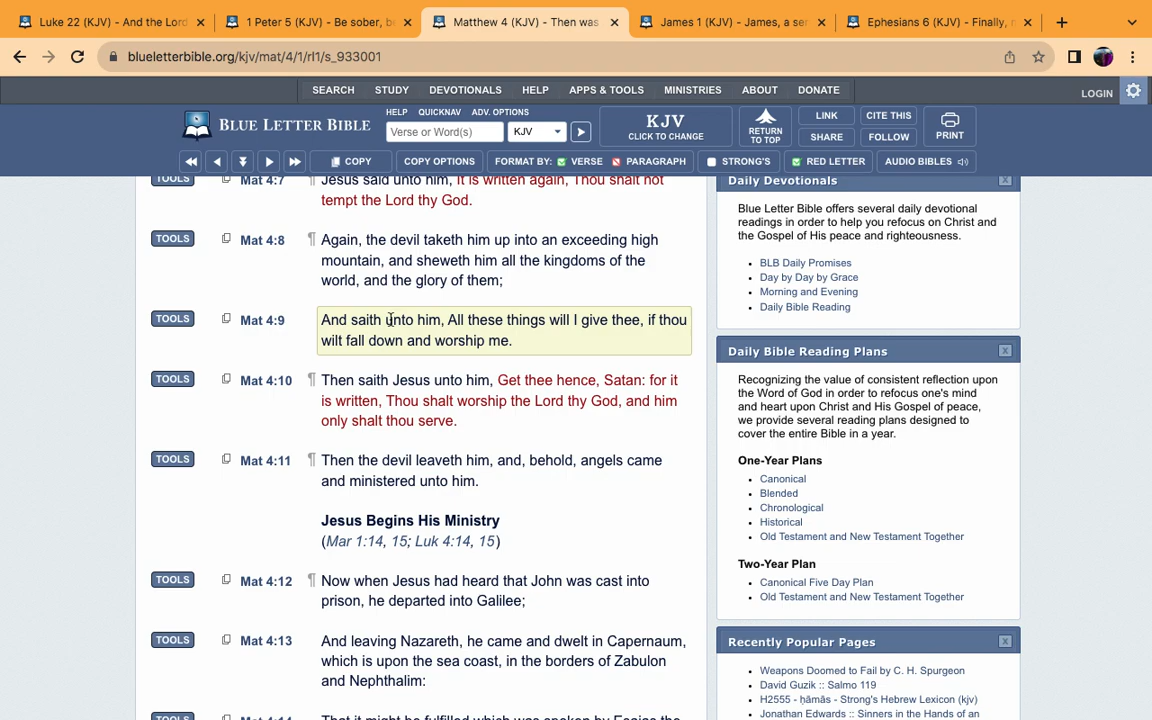 Luke 22 (KJV) - And the Lord
1 Peter 5 (KJV) - Be sober, be
Matthew 4 (KJV) - Then was
James 1 (KJV) - James, a ser
Ephesians 6 (KJV) - Finally, m
blueletterbible.org/kjv/mat/4/1/rl1/s_933001
SEARCH STUDY DEVOTIONALS HELP APPS & TOOLS MINISTRIES ABOUT DONATE
LOGIN
BLUE LETTER BIBLE
HELP QUICKNAV ADV. OPTIONS
Verse or Word(s) KJV
KJV
CLICK TO CHANGE
RETURN
TO TOP
LINK CITE THIS
SHARE FOLLOW
PRINT
COPY COPY OPTIONS FORMAT BY: VERSE PARAGRAPH STRONG'S RED LETTER AUDIO BIBLES
TOOLS Mat 4:7 ¶ Jesus said unto him, It is written again, Thou shalt not
tempt the Lord thy God.
TOOLS Mat 4:8 ¶ Again, the devil taketh him up into an exceeding high
mountain, and sheweth him all the kingdoms of the
world, and the glory of them;
TOOLS Mat 4:9 And saith unto him, All these things will I give thee, if thou
wilt fall down and worship me.
TOOLS Mat 4:10 ¶ Then saith Jesus unto him, Get thee hence, Satan: for it
is written, Thou shalt worship the Lord thy God, and him
only shalt thou serve.
TOOLS Mat 4:11 ¶ Then the devil leaveth him, and, behold, angels came
and ministered unto him.
Jesus Begins His Ministry
(Mar 1:14, 15; Luk 4:14, 15)
TOOLS Mat 4:12 ¶ Now when Jesus had heard that John was cast into
prison, he departed into Galilee;
TOOLS Mat 4:13 And leaving Nazareth, he came and dwelt in Capernaum,
which is upon the sea coast, in the borders of Zabulon
and Nephthalim:
TOOLS Mat 4:14 That it might be fulfilled which was spoken by Esaias the
Daily Devotionals
Blue Letter Bible offers several daily devotional
readings in order to help you refocus on Christ and
the Gospel of His peace and righteousness.
• BLB Daily Promises
• Day by Day by Grace
• Morning and Evening
• Daily Bible Reading
Daily Bible Reading Plans
Recognizing the value of consistent reflection upon
the Word of God in order to refocus one's mind
and heart upon Christ and His Gospel of peace,
we provide several reading plans designed to
cover the entire Bible in a year.
One-Year Plans
• Canonical
• Blended
• Chronological
• Historical
• Old Testament and New Testament Together
Two-Year Plan
• Canonical Five Day Plan
• Old Testament and New Testament Together
Recently Popular Pages
• Weapons Doomed to Fail by C. H. Spurgeon
• David Guzik :: Salmo 119
• H2555 - ḥāmās - Strong's Hebrew Lexicon (kjv)
• Jonathan Edwards :: Sinners in the Hands of an